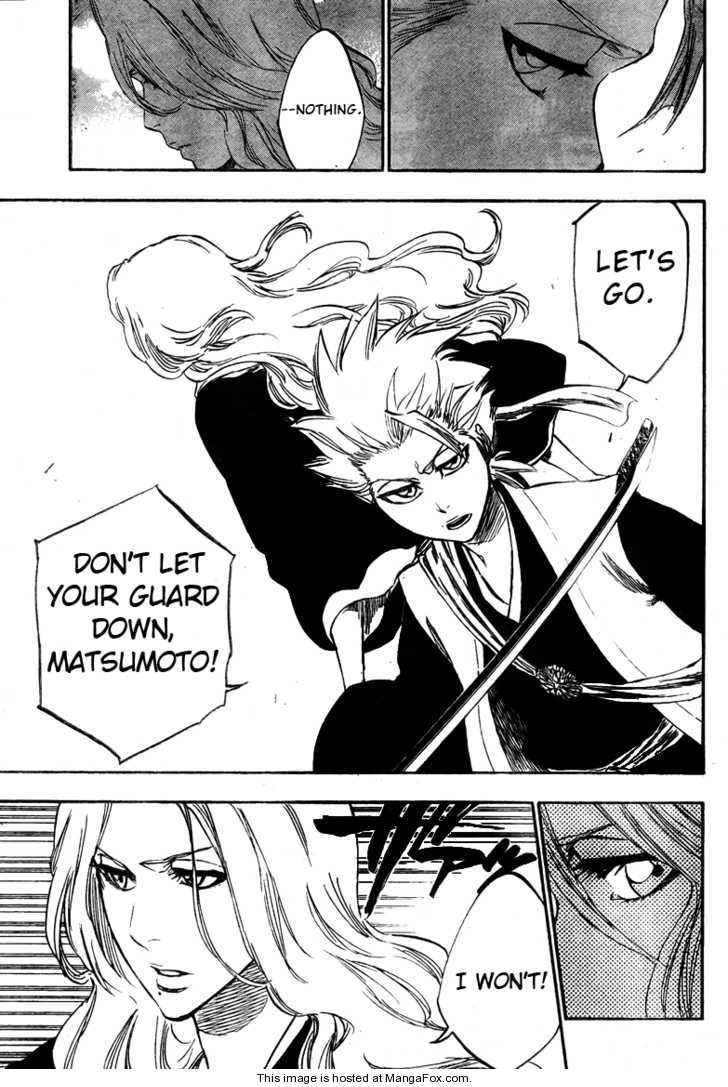 --NOTHING.
LET'S
GO.
DON'T LET
YOUR GUARD
DOWN,
MATSUMOTO!
I WON'T!
This image is hosted at MangaFox.com.